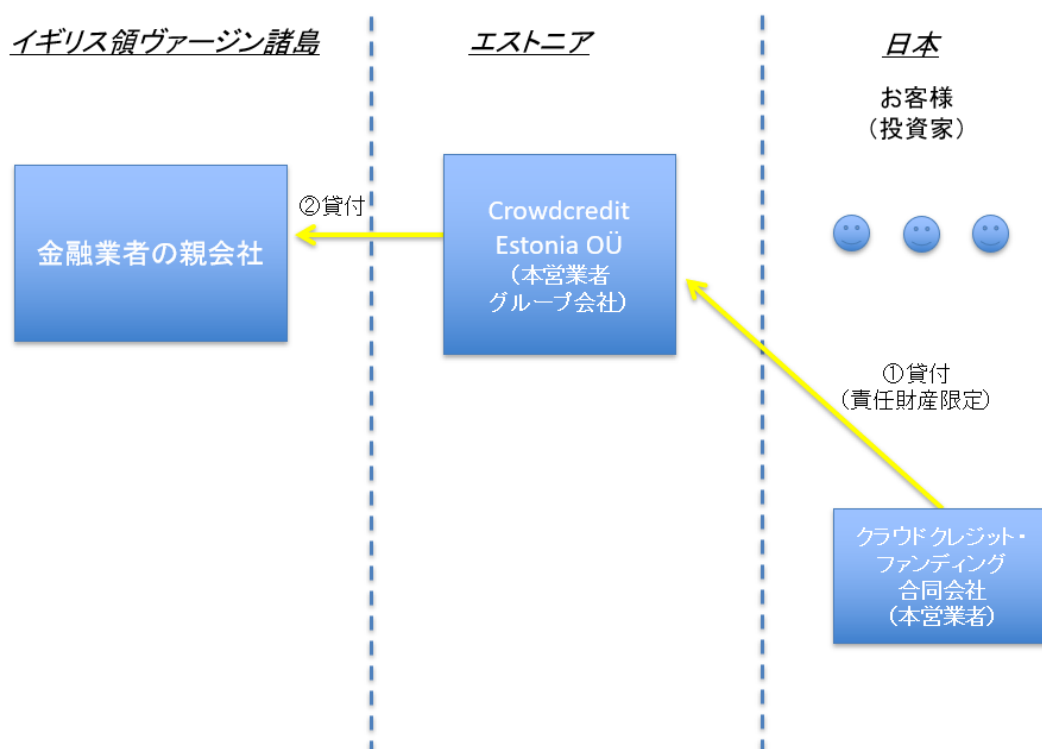 イギリス領ヴァージン諸島
エストニア
日本
お客様
（投資家）
金融業者の親会社
②貸付
Crowdcredit
Estonia OÜ
（本営業者
グループ会社）
①貸付
（責任財産限定）
クラウドクレジット・
ファンディング
合同会社
（本営業者）